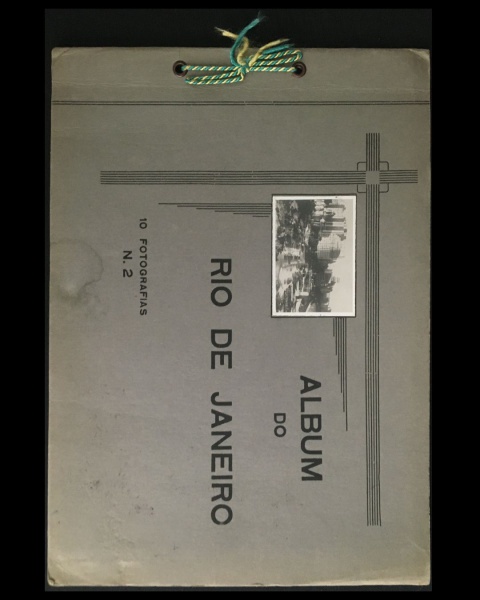 ALBUM
DO
RIO DE JANEIRO
10 FOTOGRAFIAS
N. 2